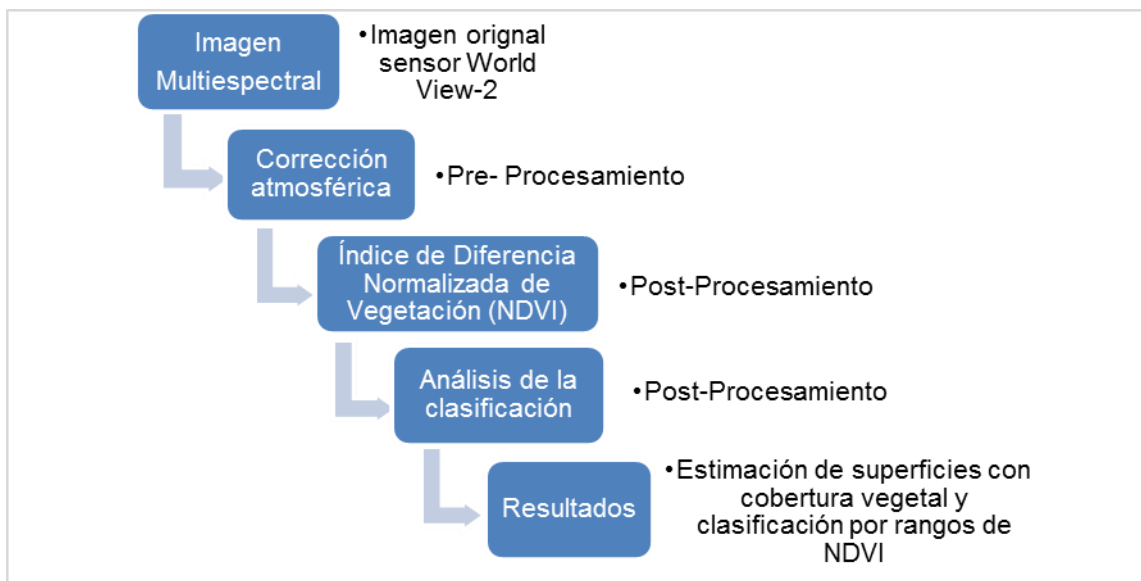 Imagen
Multiespectral
•Imagen orignal
sensor World
View-2
Corrección
atmosférica
•Pre- Procesamiento
Índice de Diferencia
Normalizada de
Vegetación (NDVI)
•Post-Procesamiento
Análisis de la
clasificación
•Post-Procesamiento
Resultados
•Estimación de superficies con
cobertura vegetal y
clasificación por rangos de
NDVI